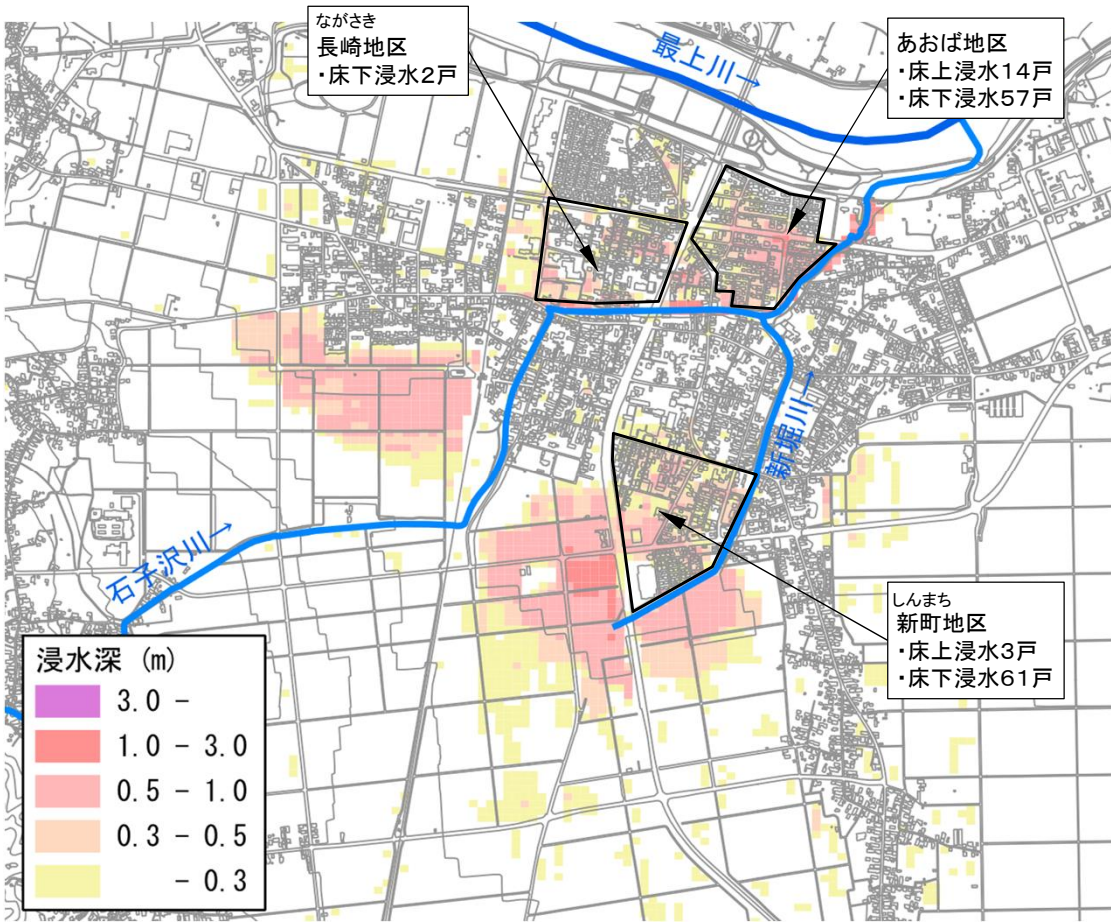 ながさき
長崎地区
・床下浸水2戸
最上川→
あおば地区
・床上浸水14戸
・床下浸水57戸
新堀川→
石子沢川→
しんまち
新町地区
・床上浸水3戸
・床下浸水61戸
浸水深 (m)
3.0 -
1.0 - 3.0
0.5 - 1.0
0.3 - 0.5
- 0.3